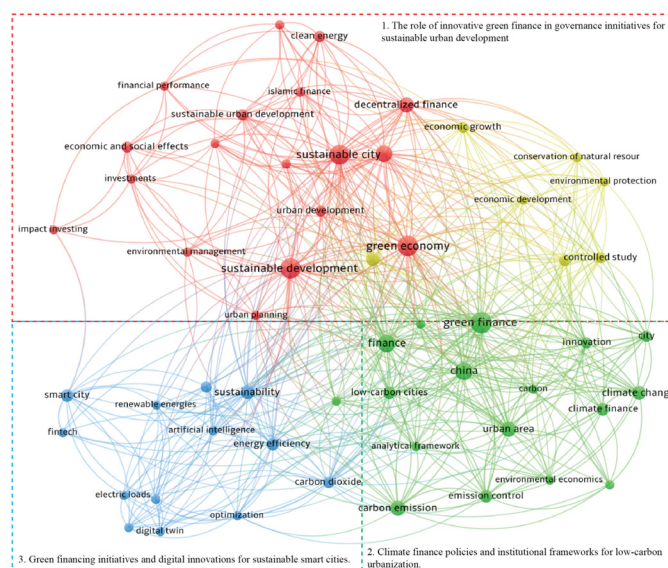 1. The role of innovative green finance in governance innitiatives for
sustainable urban development
clean energy
financial performance
islamic finance
decentralized finance
sustainable urban development
economic growth
economic and social effects
sustainable city
conservation of natural resour
investments
environmental protection
economic development
urban development
impact investing
environmental management
green economy
controlled study
sustainable development
urban planning
green finance
finance
innovation
city
china
smart city
sustainability
low-carbon cities
carbon
climate chang
renewable energies
climate finance
fintech
artificial intelligence
urban area
energy efficiency
analytical framework
carbon dioxide
environmental economics
electric loads
emission control
carbon emission
optimization
digital twin
3. Green financing initiatives and digital innovations for sustainable smart cities.
2. Climate finance policies and institutional frameworks for low-carbon
urbanization.